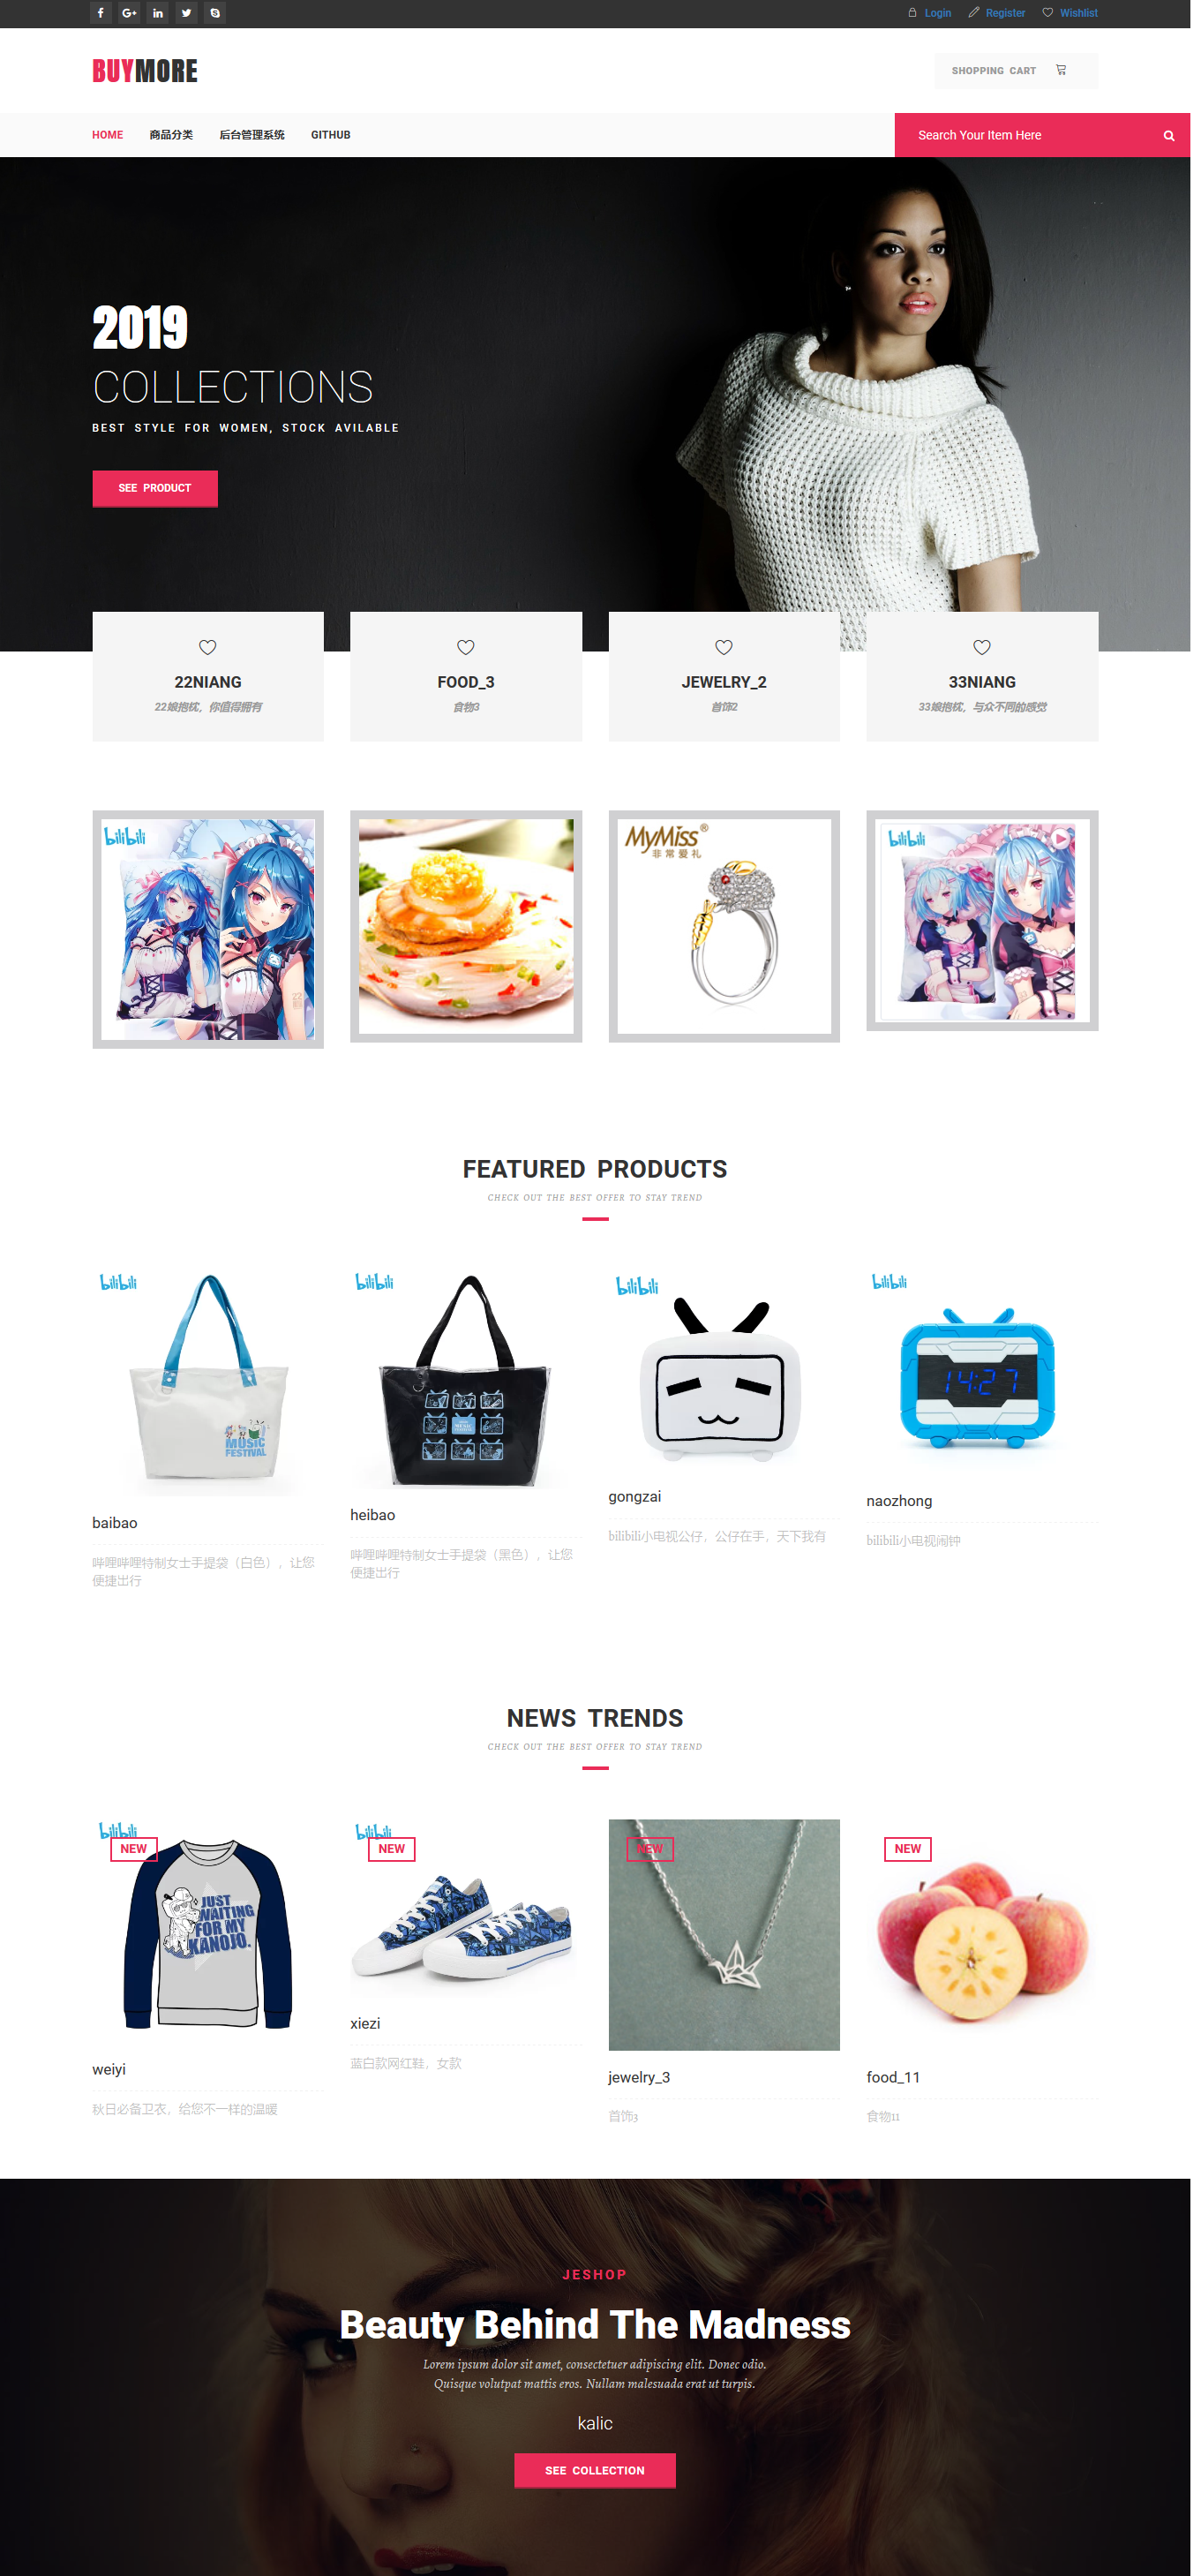 Login Register Wishlist
BUYMORE
SHOPPING CART
HOME 商品分类 后台管理系统 GITHUB
Search Your Item Here
2019
COLLECTIONS
BEST STYLE FOR WOMEN, STOCK AVILABLE
SEE PRODUCT
22NIANG
22娘抱枕，你值得拥有
FOOD_3
食物3
JEWELRY_2
首饰2
33NIANG
33娘抱枕，与众不同的感觉
bilibili
MyMiss®
非常爱礼
bilibili
FEATURED PRODUCTS
CHECK OUT THE BEST OFFER TO STAY TREND
bilibili
MUSIC
FESTIVAL
baibao
哔哩哔哩特制女士手提袋（白色），让您
便捷出行
bilibili
heibao
哔哩哔哩特制女士手提袋（黑色），让您
便捷出行
bilibili
gongzai
bilibili小电视公仔，公仔在手，天下我有
bilibili
14:27
naozhong
bilibili小电视闹钟
NEWS TRENDS
CHECK OUT THE BEST OFFER TO STAY TREND
bilibili
NEW
JUST
WAITING
FOR MY
KANOJO.
weiyi
秋日必备卫衣，给您不一样的温暖
bilibili
NEW
xiezi
蓝白款网红鞋，女款
NEW
jewelry_3
首饰3
NEW
food_11
食物11
JESHOP
Beauty Behind The Madness
Lorem ipsum dolor sit amet, consectetuer adipiscing elit. Donec odio.
Quisque volutpat mattis eros. Nullam malesuada erat ut turpis.
kalic
SEE COLLECTION